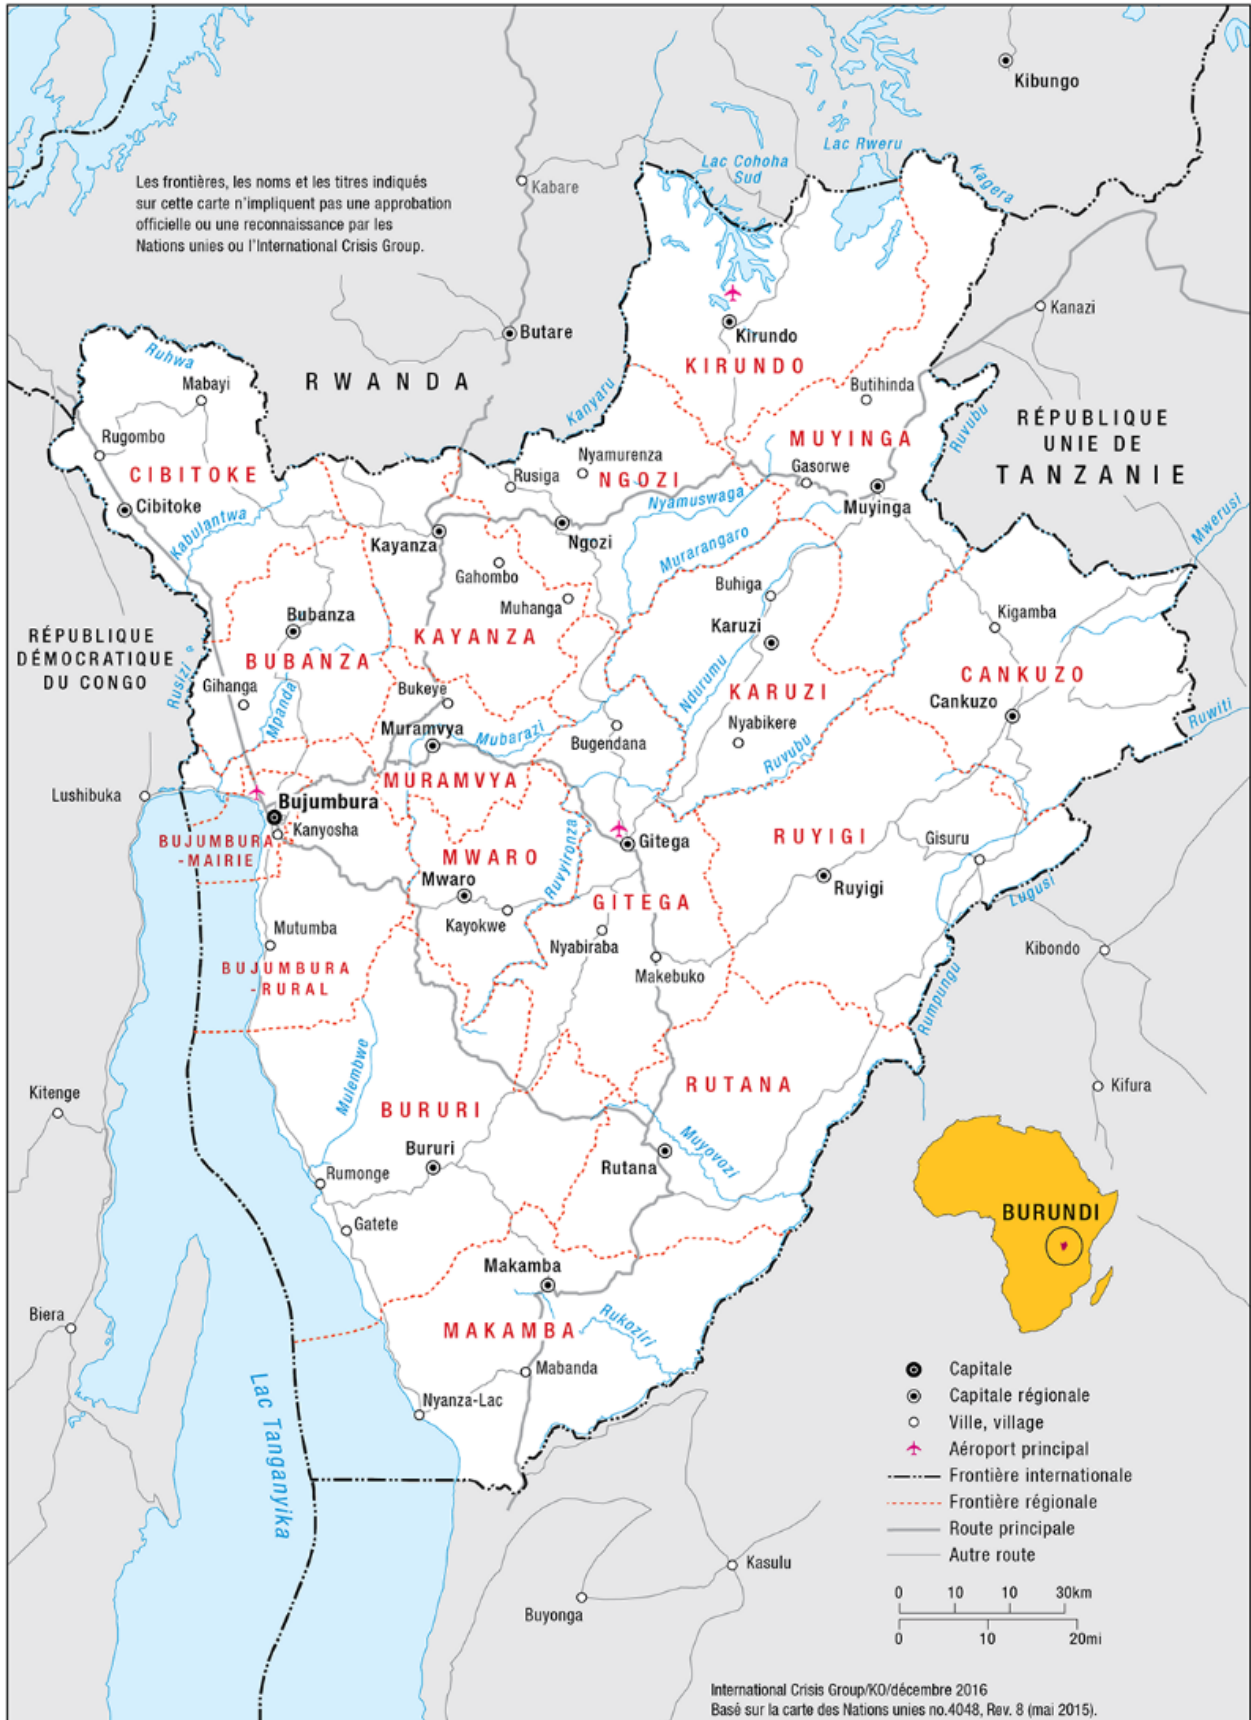 Kibungo
Lac Rweru
Lac Cohoha
Sud
Kagera
Les frontières, les noms et les titres indiqués
sur cette carte n'impliquent pas une approbation
officielle ou une reconnaissance par les
Nations unies ou l'International Crisis Group.
Kabare
Kanazi
Butare
Kirundo
Ruhwa
KIRUNDO
RWANDA
Mabayi
Butihinda
Kanyaru
Ruvubu
RÉPUBLIQUE
UNIE DE
TANZANIE
Rugombo
MUYINGA
Nyamurenza
Gasorwe
CIBITOKE
Rusiga
NGOZI
Nyamuswaga
Muyinga
Cibitoke
Kabulantwa
Mwerusi
Kayanza
Ngozi
Murarangaro
Gahombo
Buhiga
Muhanga
Kigamba
Bubanza
Karuzi
RÉPUBLIQUE
DÉMOCRATIQUE
DU CONGO
KAYANZA
BUBANZA
Rusizi
CANKUZO
Gihanga
Bukeye
Ndurumu
KARUZI
Cankuzo
Mpanda
Ruwiti
Muramvya
Mubarazi
Bugendana
Nyabikere
Ruvubu
MURAMVYA
Lushibuka
Bujumbura
Kanyosha
BUJUMBURA
-MAIRIE
Gitega
RUYIGI
Gisuru
MWARO
Ruvyironza
Mwaro
Ruyigi
Lugusi
GITEGA
Kayokwe
Mutumba
Nyabiraba
Kibondo
BUJUMBURA
-RURAL
Makebuko
Rumpungu
Mulembwe
RUTANA
Kifura
Kitenge
BURURI
Bururi
Muyovozi
Rutana
Rumonge
BURUNDI
Gatete
Makamba
Biera
Rukoziri
MAKAMBA
Mabanda
Nyanza-Lac
Lac Tanganyika
Capitale
Capitale régionale
Ville, village
Aéroport principal
Frontière internationale
Frontière régionale
Route principale
Autre route
Kasulu
Buyonga
0 10 10 30km
0 10 20mi
International Crisis Group/KO/décembre 2016
Basé sur la carte des Nations unies no.4048, Rev. 8 (mai 2015).